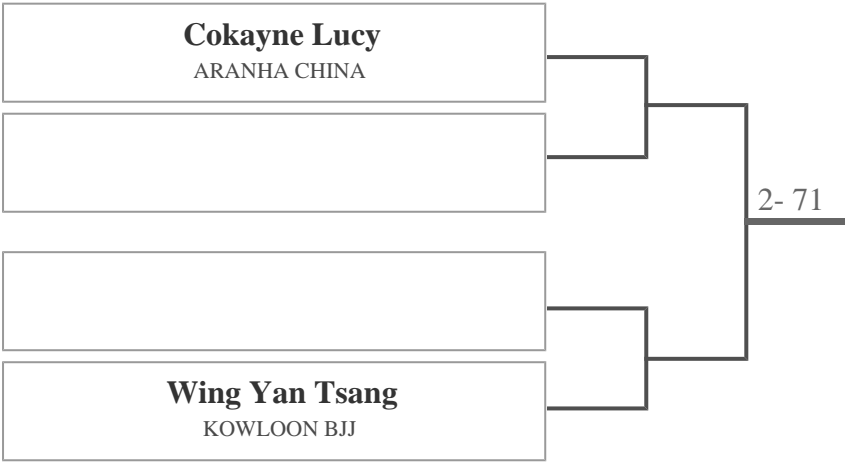 Cokayne Lucy
ARANHA CHINA
2- 71
Wing Yan Tsang
KOWLOON BJJ